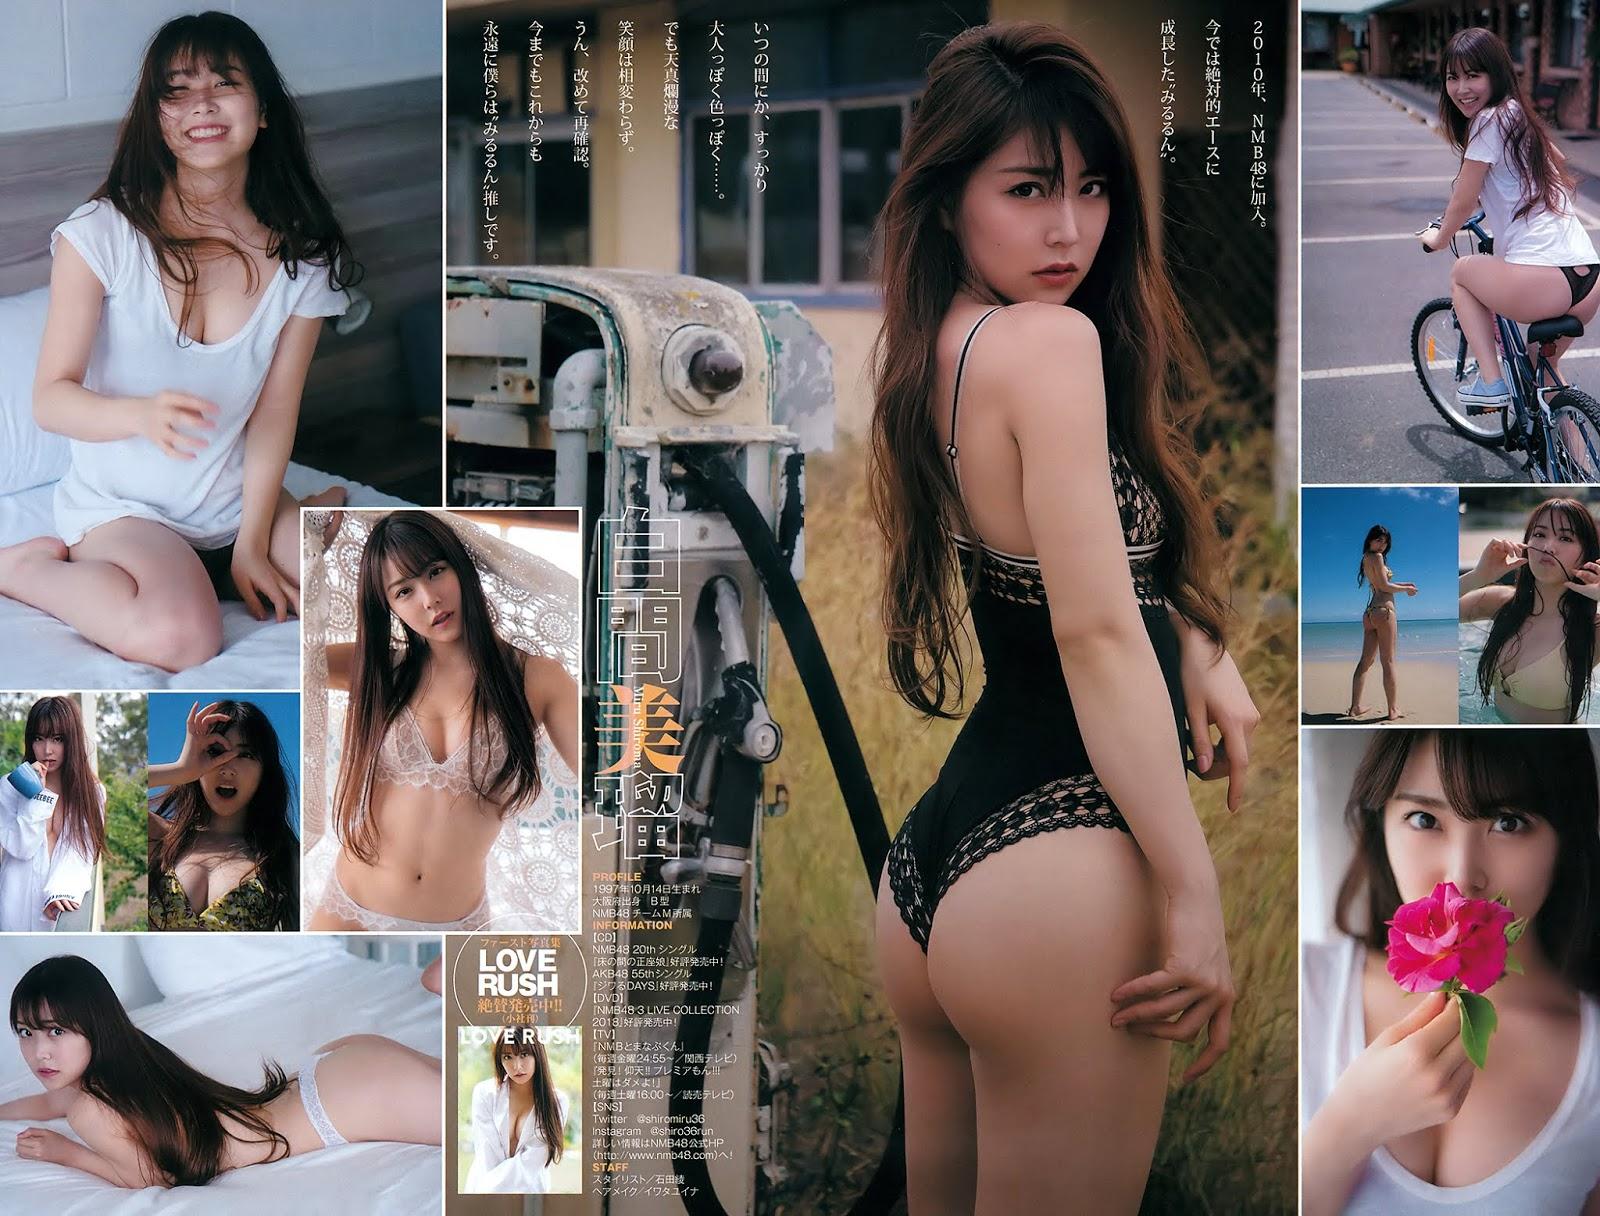 2010年、NMB48に加入。
今では絶対的エースに
成長した“みるるん”。
いつの間にか、すっかり
大人っぽく色っぽく……。
でも天真爛漫な
笑顔は相変わらず。
うん、改めて再確認。
今までもこれからも
永遠に僕らは“みるるん”推しです。
白間美瑠
Miru Shiroma
PROFILE
1997年10月14日生まれ
大阪府出身 B型
NMB48 チームM所属
INFORMATION
【CD】
NMB48 20th シングル
『床の間の正座娘』好評発売中!
AKB48 55thシングル
『ジワるDAYS』好評発売中!
【DVD】
『NMB48 3 LIVE COLLECTION
2018』好評発売中!
【TV】
『NMBとまなぶくん』
(毎週金曜24:55〜/関西テレビ)
『発見!仰天!!プレミアもん!!!
土曜はダメよ!』
(毎週土曜16:00〜/読売テレビ)
【SNS】
Twitter @shiromiru36
Instagram @shiro36run
詳しい情報はNMB48公式HP
(http://www.nmb48.com)へ!
STAFF
スタイリスト/石田綾
ヘアメイク/イワタユイナ
ファースト写真集
LOVE
RUSH
絶賛発売中!!
(小社刊)
LOVE RUSH